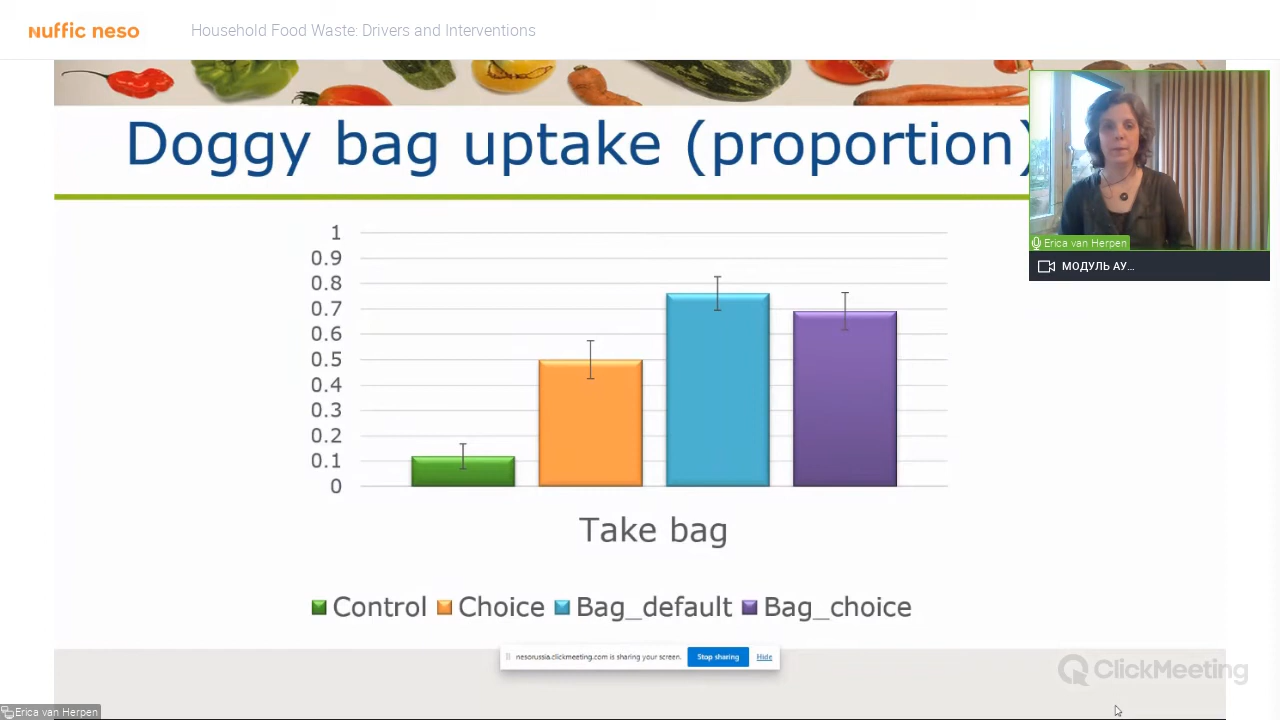 nuffic neso
Household Food Waste: Drivers and Interventions
Doggy bag uptake (proportion)
Erica van Herpen
МОДУЛЬ АУ...
1
0.9
0.8
0.7
0.6
0.5
0.4
0.3
0.2
0.1
0
Take bag
Control Choice Bag_default Bag_choice
nesorussia.clickmeeting.com is sharing your screen. Stop sharing Hide
ClickMeeting
Erica van Herpen